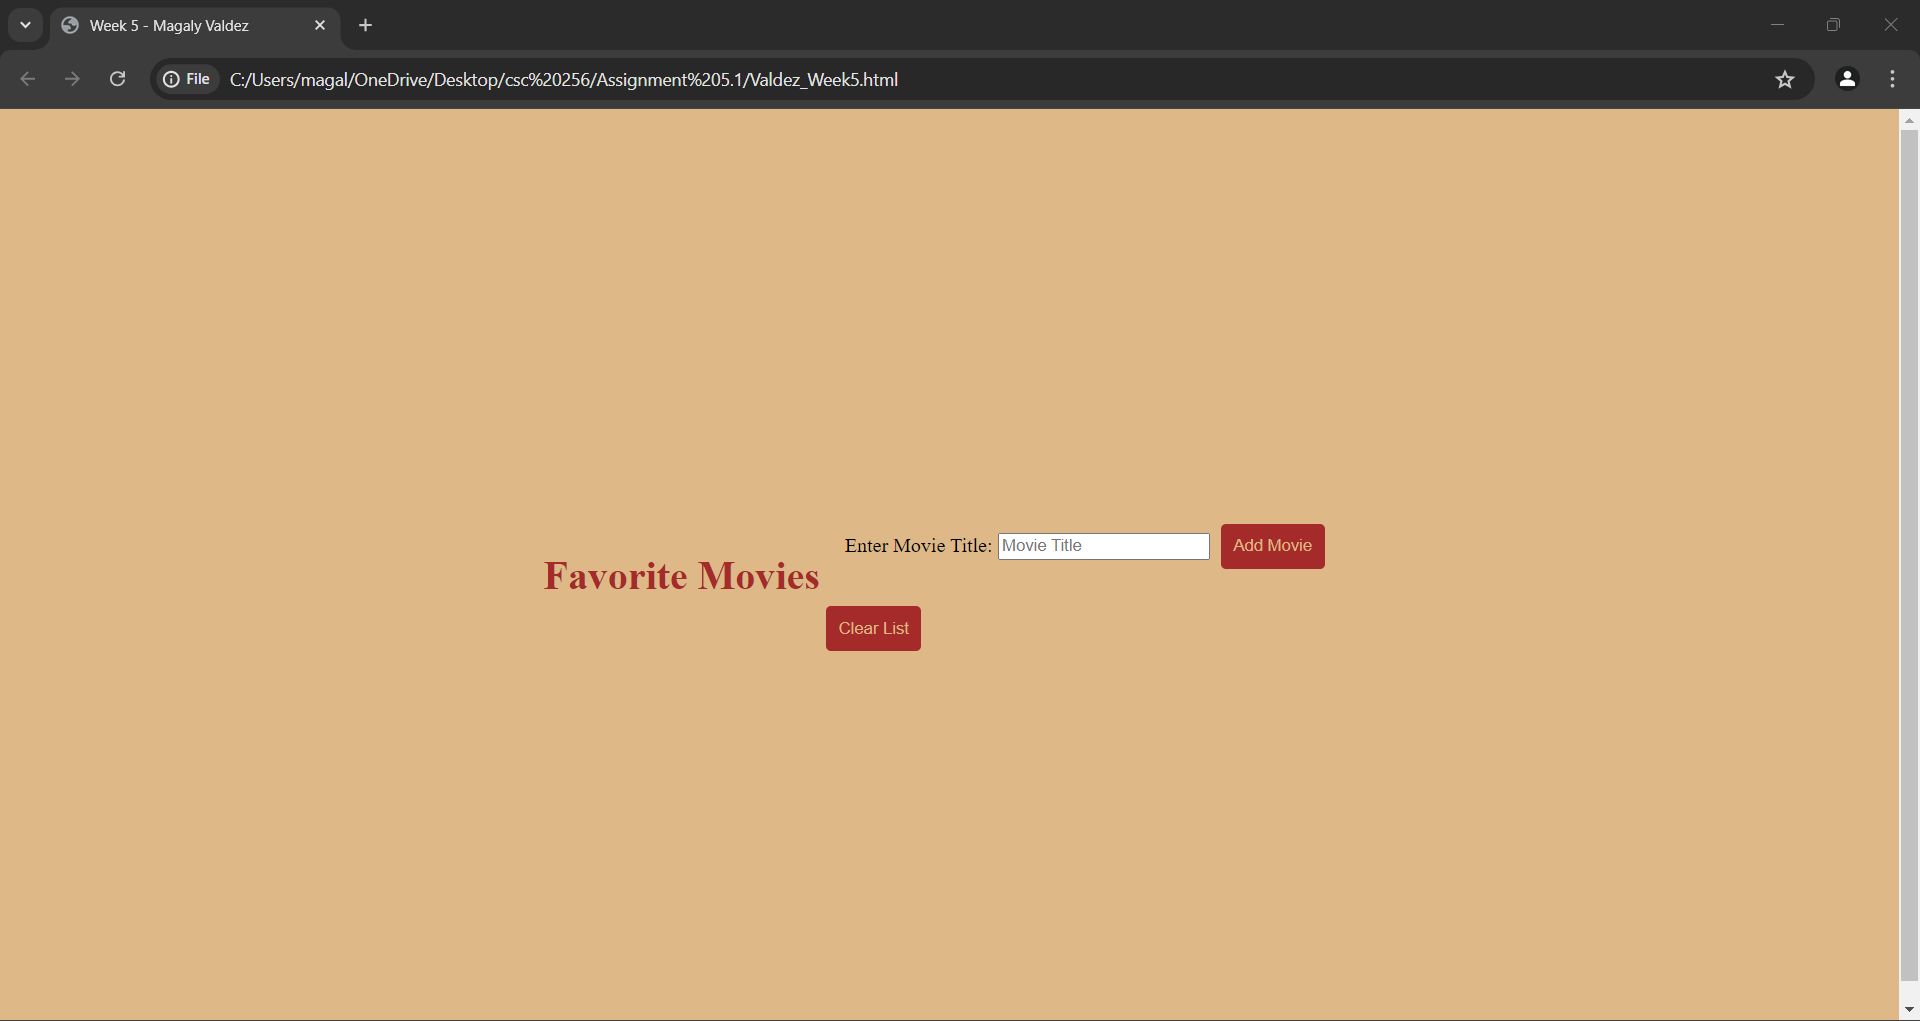 Week 5 - Magaly Valdez
File
C:/Users/magal/OneDrive/Desktop/csc%20256/Assignment%205.1/Valdez_Week5.html
Enter Movie Title:
Movie Title
Add Movie
Favorite Movies
Clear List